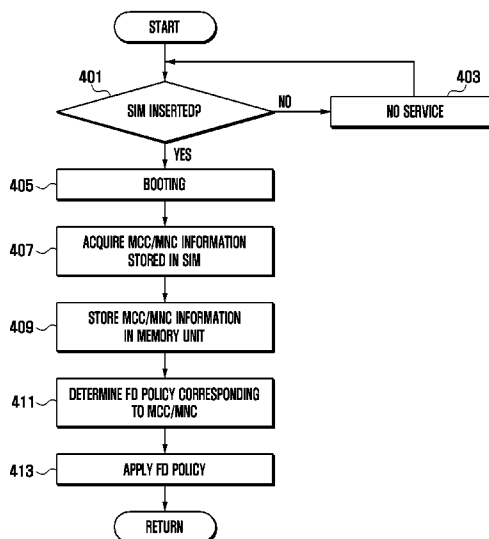 START
401
403
SIM INSERTED?
NO
NO SERVICE
YES
405
BOOTING
407
ACQUIRE MCC/MNC INFORMATION
STORED IN SIM
409
STORE MCC/MNC INFORMATION
IN MEMORY UNIT
411
DETERMINE FD POLICY CORRESPONDING
TO MCC/MNC
413
APPLY FD POLICY
RETURN